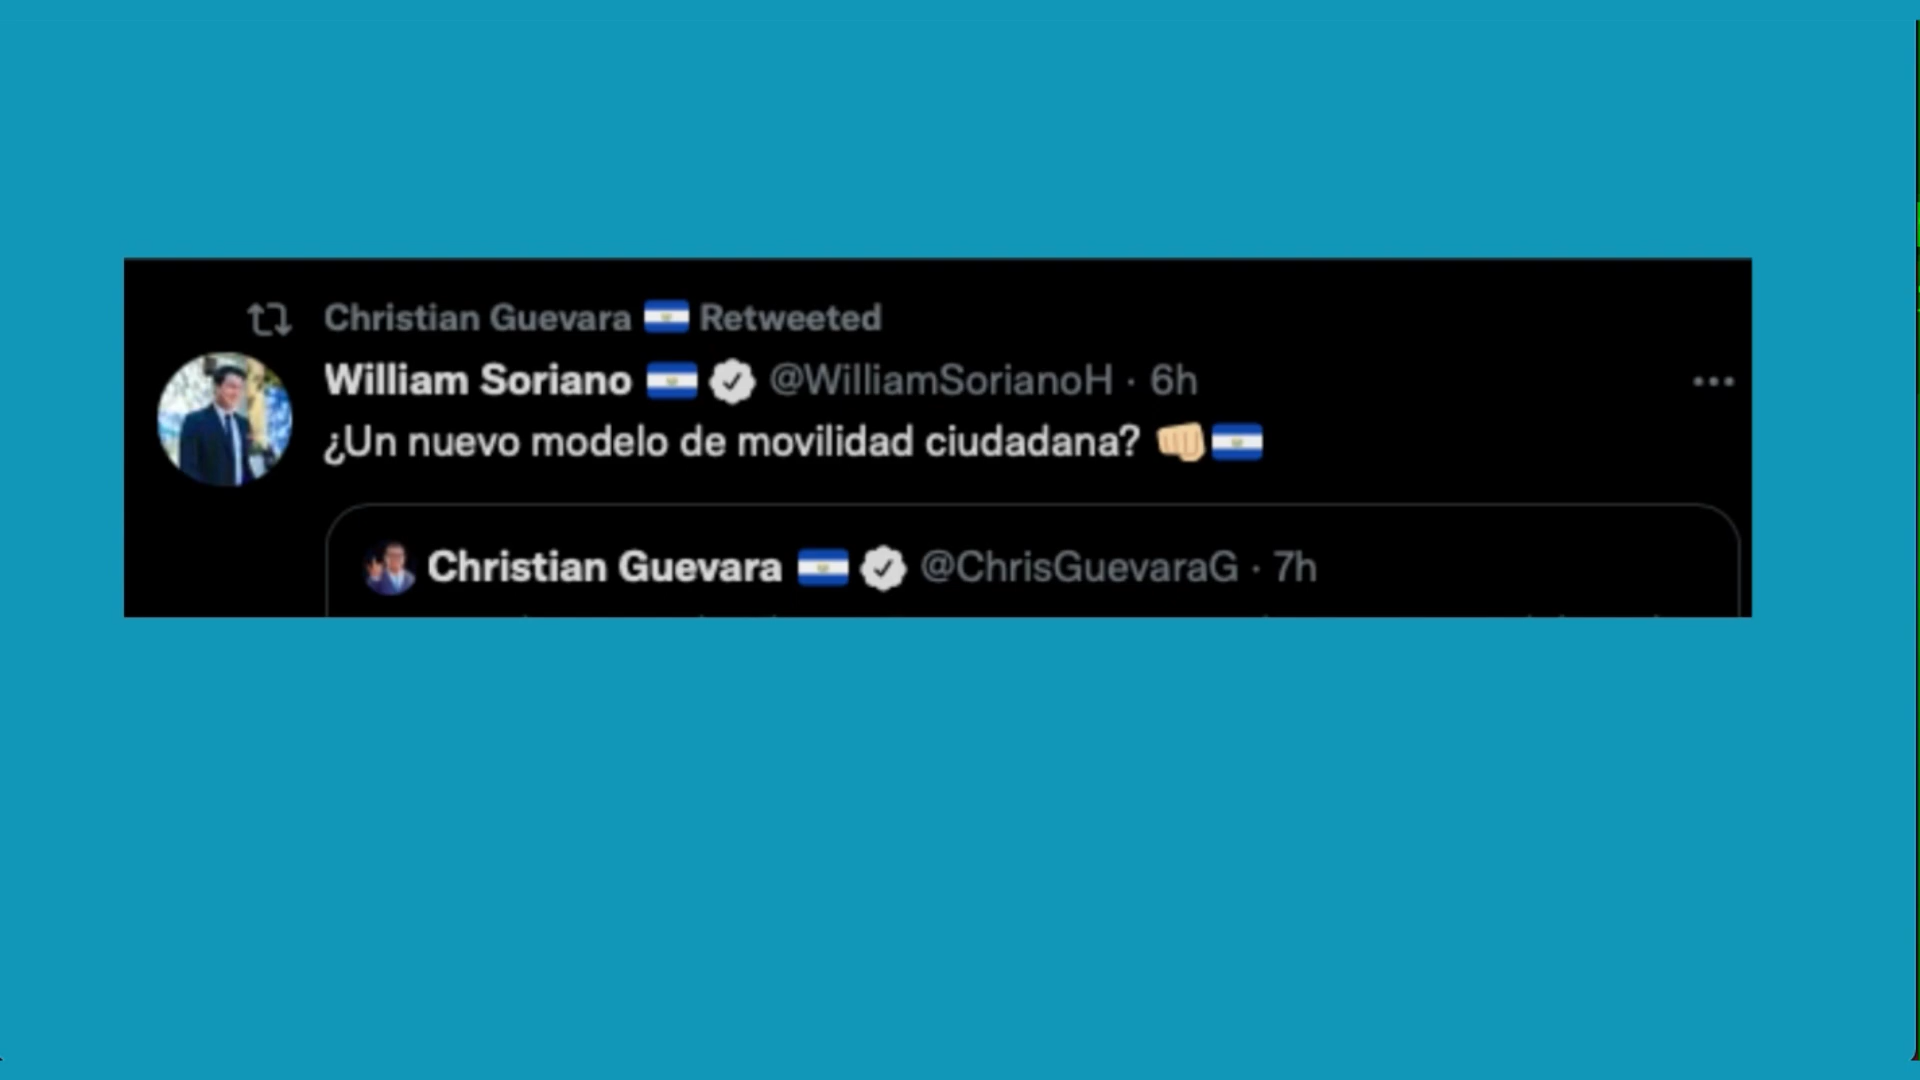 Christian Guevara 🇸🇻 Retweeted
William Soriano 🇸🇻 @WilliamSorianoH · 6h
¿Un nuevo modelo de movilidad ciudadana? 👊🏼🇸🇻
Christian Guevara 🇸🇻 @ChrisGuevaraG · 7h